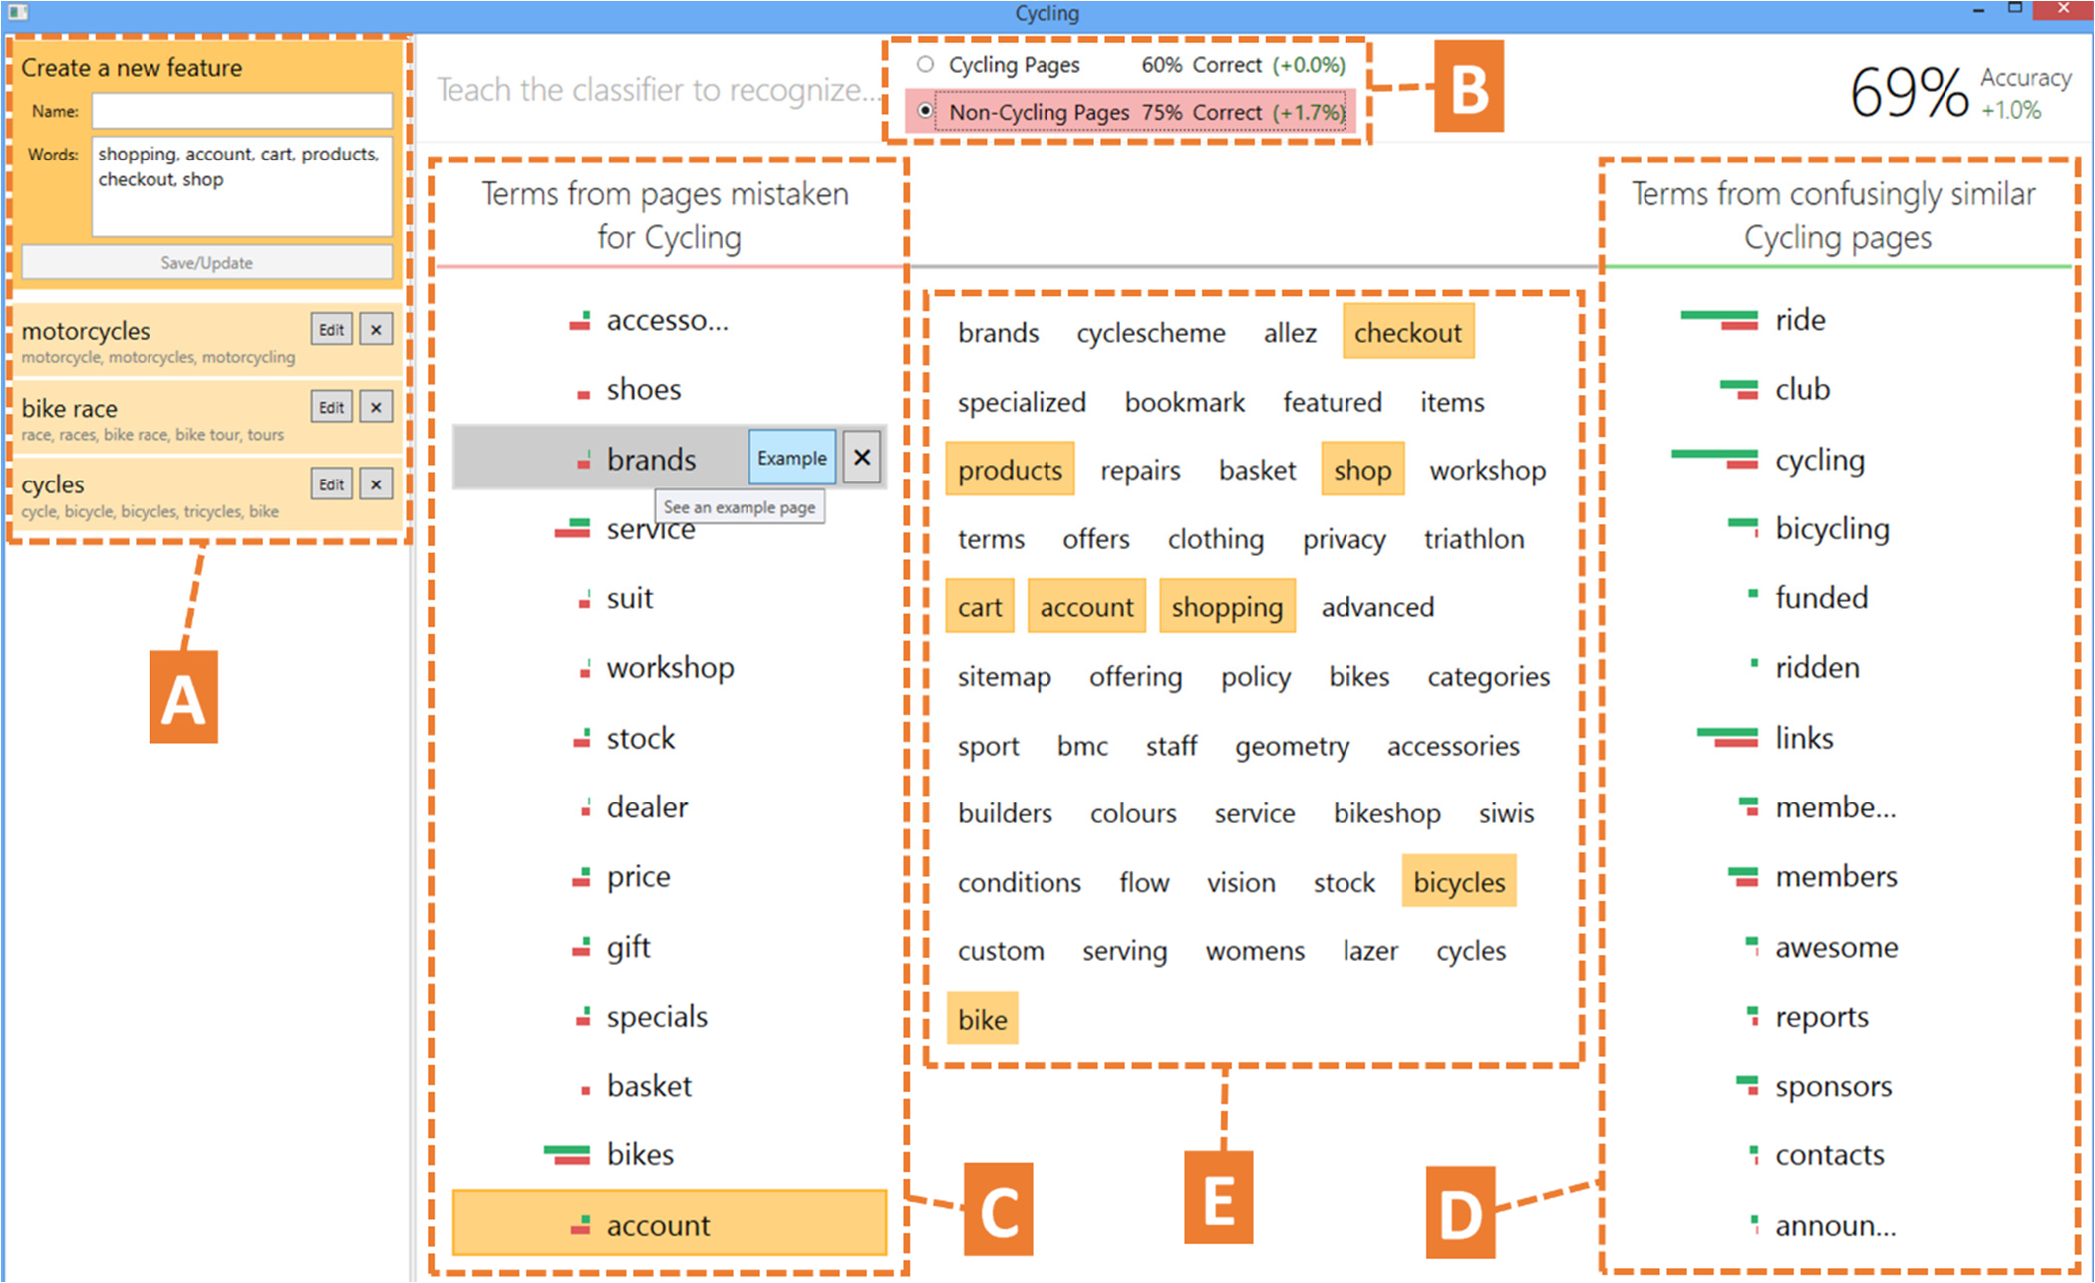 Cycling
Create a new feature
Name:
Words: shopping, account, cart, products,
checkout, shop
Save/Update
motorcycles Edit ×
motorcycle, motorcycles, motorcycling
bike race Edit ×
race, races, bike race, bike tour, tours
cycles Edit ×
cycle, bicycle, bicycles, tricycles, bike
A
Teach the classifier to recognize...
Cycling Pages 60% Correct (+0.0%)
Non-Cycling Pages 75% Correct (+1.7%)
B
69% Accuracy
+1.0%
Terms from pages mistaken
for Cycling
accesso...
shoes
brands Example ×
See an example page
service
suit
workshop
stock
dealer
price
gift
specials
basket
bikes
account
C
brands cyclescheme allez checkout
specialized bookmark featured items
products repairs basket shop workshop
terms offers clothing privacy triathlon
cart account shopping advanced
sitemap offering policy bikes categories
sport bmc staff geometry accessories
builders colours service bikeshop siwis
conditions flow vision stock bicycles
custom serving womens lazer cycles
bike
E
Terms from confusingly similar
Cycling pages
ride
club
cycling
bicycling
funded
ridden
links
membe...
members
awesome
reports
sponsors
contacts
announ...
D